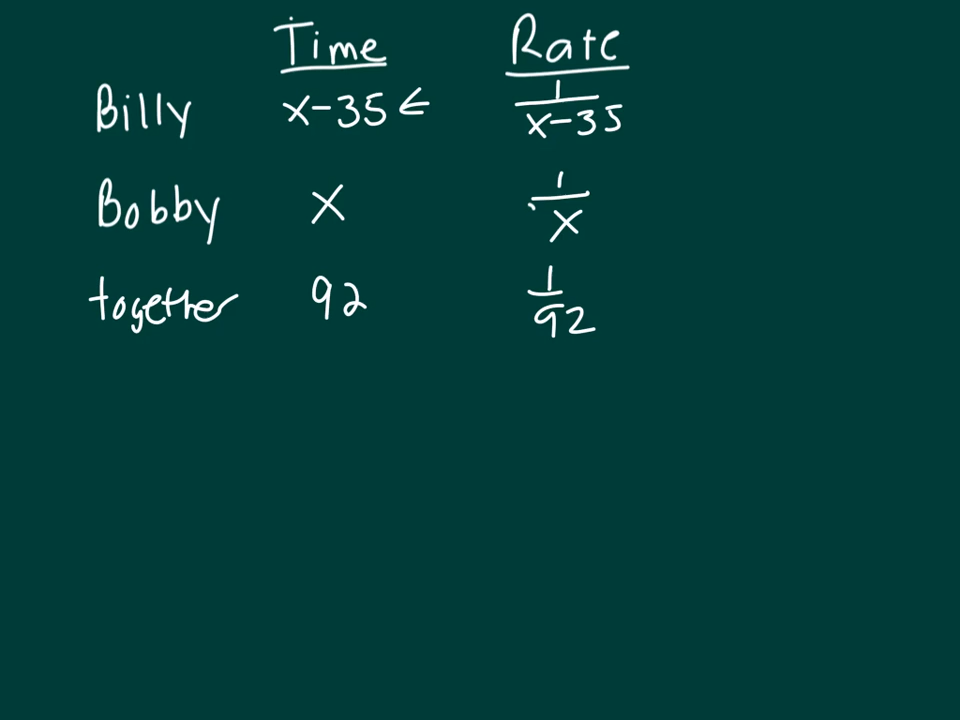 Time Rate
Billy x-35 ← 1/(x-35)
Bobby x 1/x
together 92 1/92